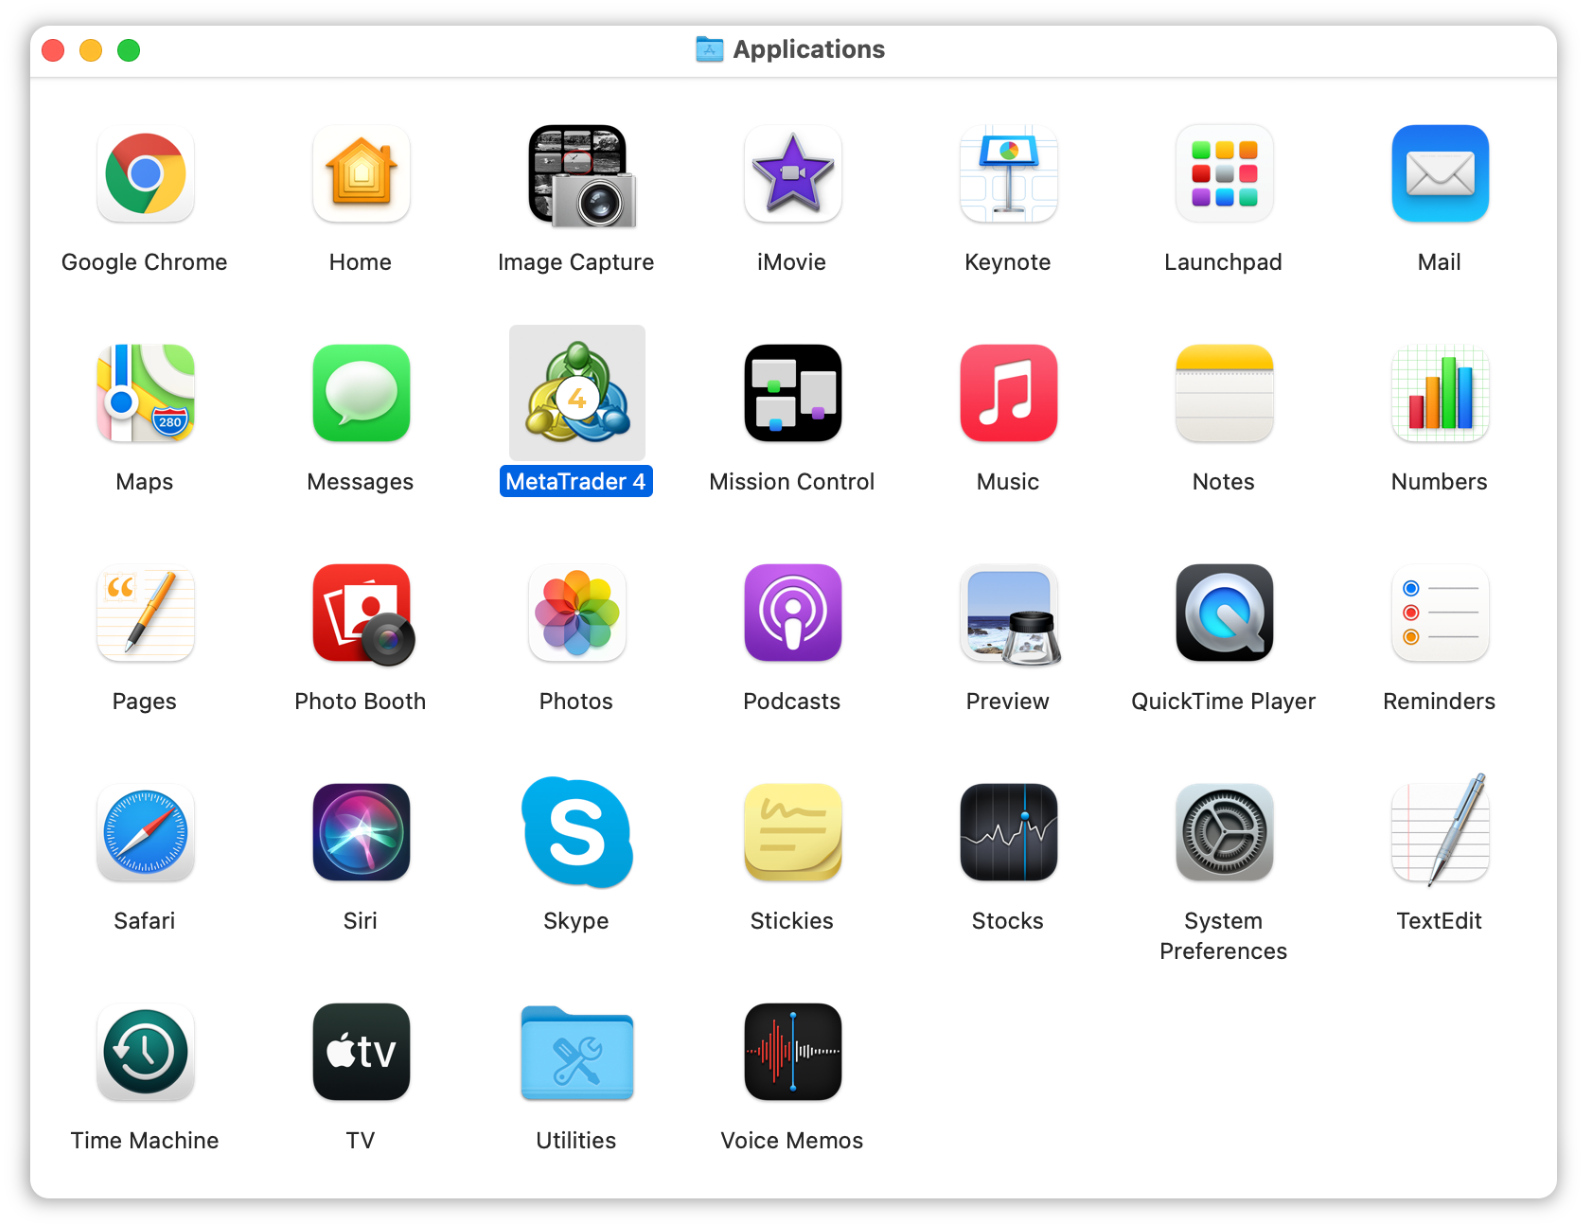 Applications
Google Chrome
Home
Image Capture
iMovie
Keynote
Launchpad
Mail
280
4
Maps
Messages
MetaTrader 4
Mission Control
Music
Notes
Numbers
“
Pages
Photo Booth
Photos
Podcasts
Preview
QuickTime Player
Reminders
S
Safari
Siri
Skype
Stickies
Stocks
System
Preferences
TextEdit
tv
Time Machine
TV
Utilities
Voice Memos